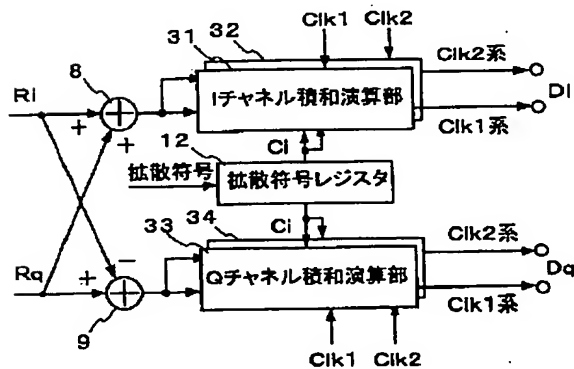 32
31
Clk1
Clk2
8
Ri
+
+
Iチャネル積和演算部
Clk2系
Di
Clk1系
12
Ci
拡散符号
拡散符号レジスタ
Ci
34
33
Rq
−
+
9
Qチャネル積和演算部
Clk2系
Dq
Clk1系
Clk1
Clk2